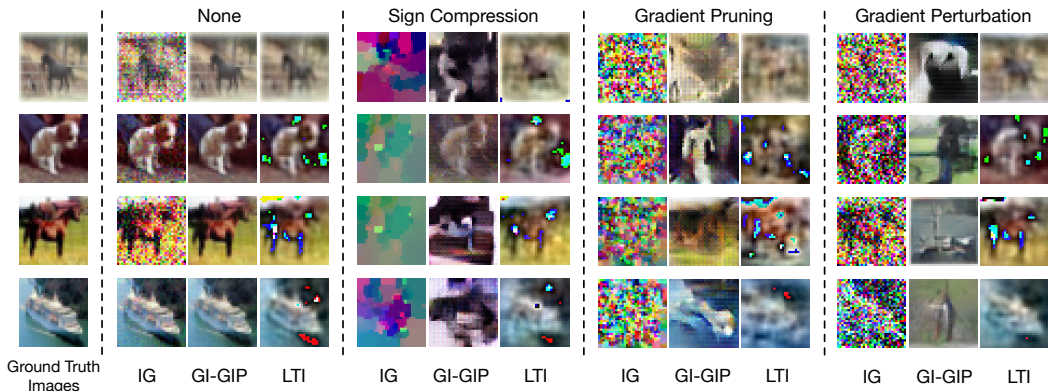 None
Sign Compression
Gradient Pruning
Gradient Perturbation
Ground Truth
Images
IG
GI-GIP
LTI
IG
GI-GIP
LTI
IG
GI-GIP
LTI
IG
GI-GIP
LTI